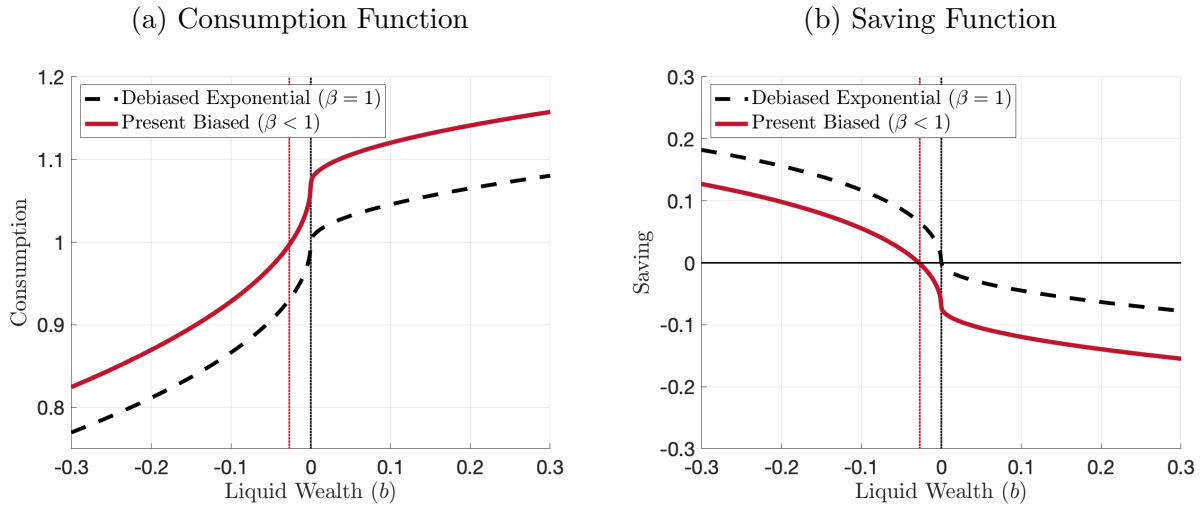 (a) Consumption Function
1.2
1.1
1
0.9
0.8
Consumption
Debiased Exponential (β = 1)
Present Biased (β < 1)
-0.3 -0.2 -0.1 0 0.1 0.2 0.3
Liquid Wealth (b)
(b) Saving Function
0.3
0.2
0.1
0
-0.1
-0.2
-0.3
Saving
Debiased Exponential (β = 1)
Present Biased (β < 1)
-0.3 -0.2 -0.1 0 0.1 0.2 0.3
Liquid Wealth (b)